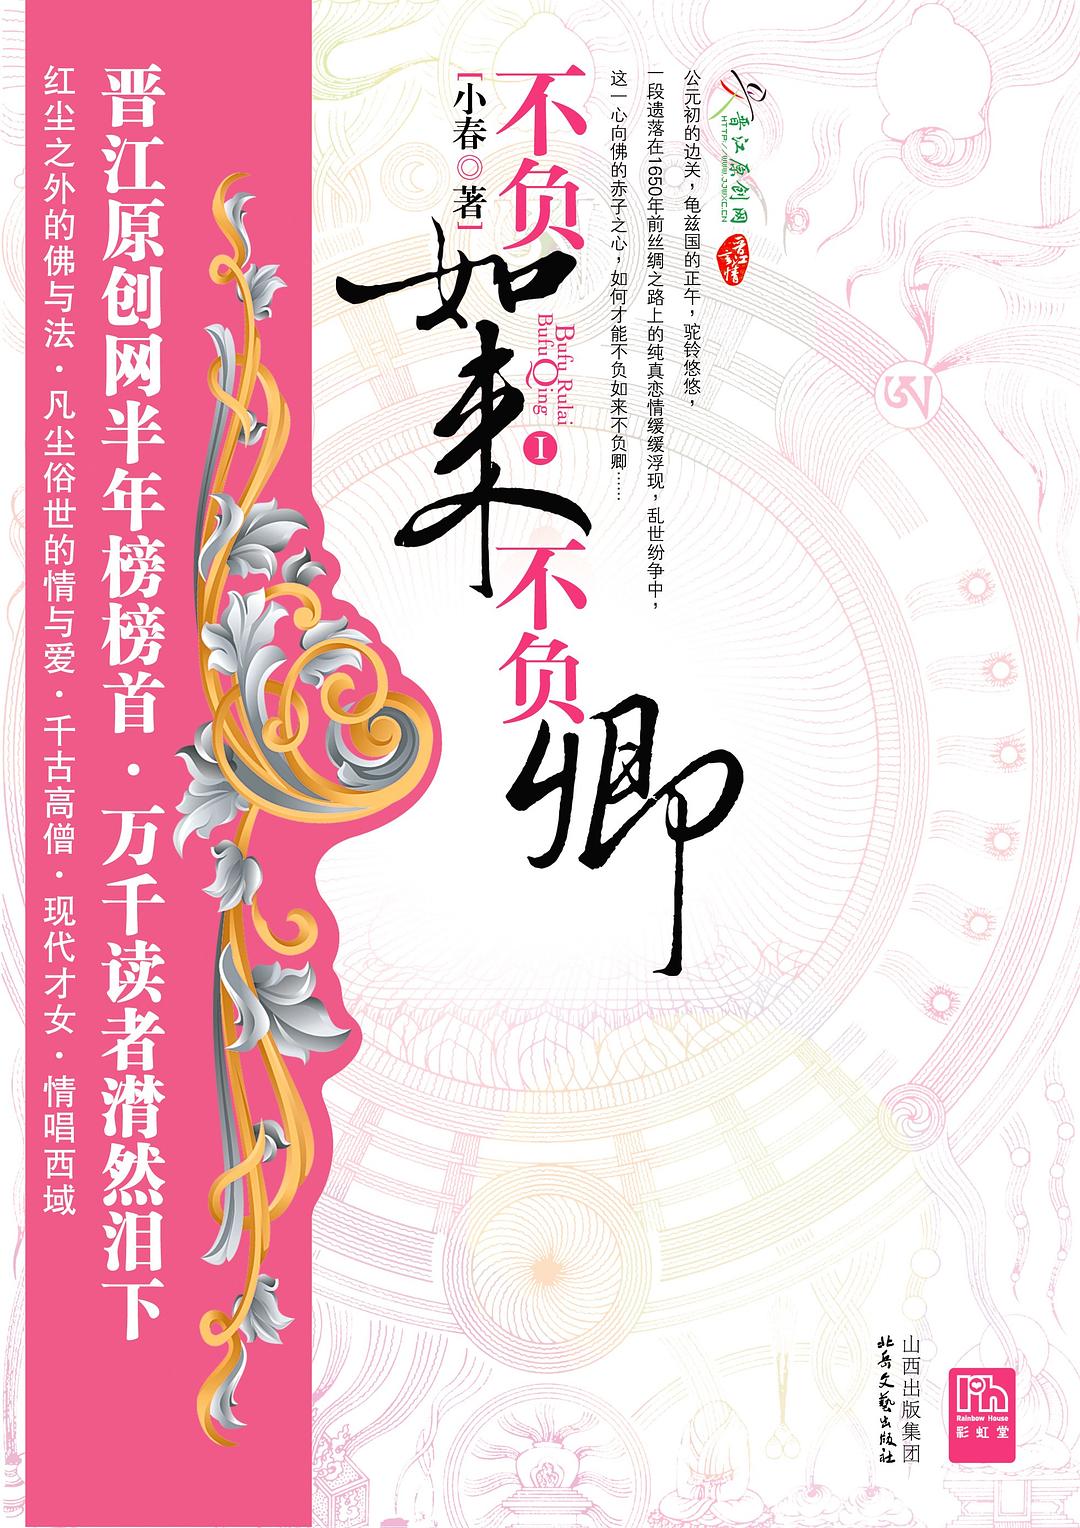 晋江原创网
HTTP://WWW.JJWXC.CN
晋江
言情
公元初的边关，龟兹国的正午，驼铃悠悠，
一段遗落在1650年前丝绸之路上的纯真恋情缓缓浮现，乱世纷争中，
这一心向佛的赤子之心，如何才能不负如来不负卿……
不负如来
不负卿
Bufu Rulai
Bufu Qing
I
[小春◎著]
晋江原创网半年榜榜首·万千读者潸然泪下
红尘之外的佛与法·凡尘俗世的情与爱·千古高僧·现代才女·情唱西域
山西出版集团
北岳文艺出版社
Rainbow House
彩虹堂